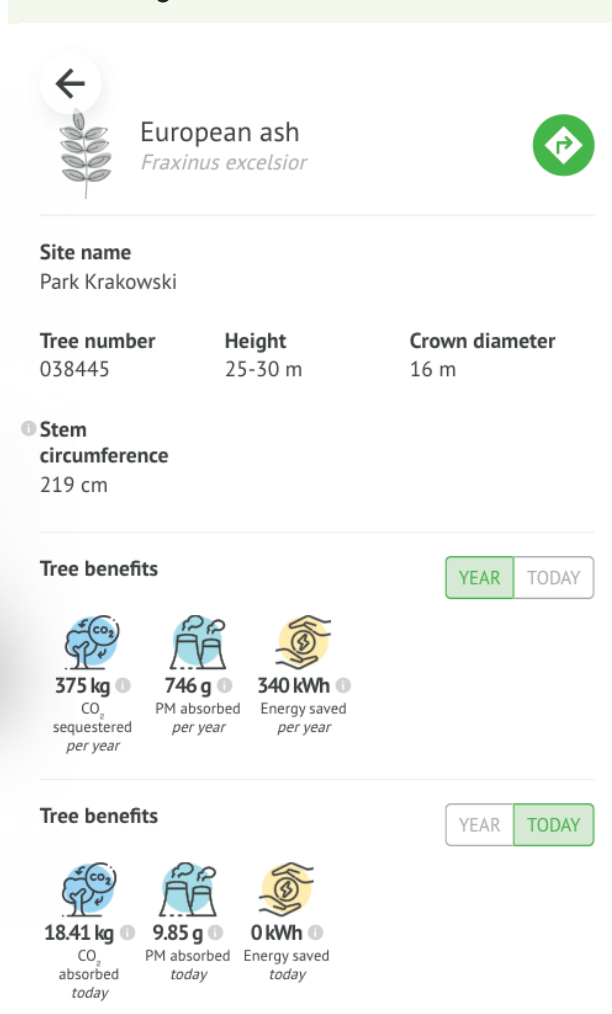 European ash
Fraxinus excelsior
Site name
Park Krakowski
Tree number
038445
Height
25-30 m
Crown diameter
16 m
Stem
circumference
219 cm
Tree benefits
YEAR TODAY
CO₂
375 kg
CO₂
sequestered
per year
746 g
PM absorbed
per year
340 kWh
Energy saved
per year
Tree benefits
YEAR TODAY
CO₂
18.41 kg
CO₂
absorbed
today
9.85 g
PM absorbed
today
0 kWh
Energy saved
today